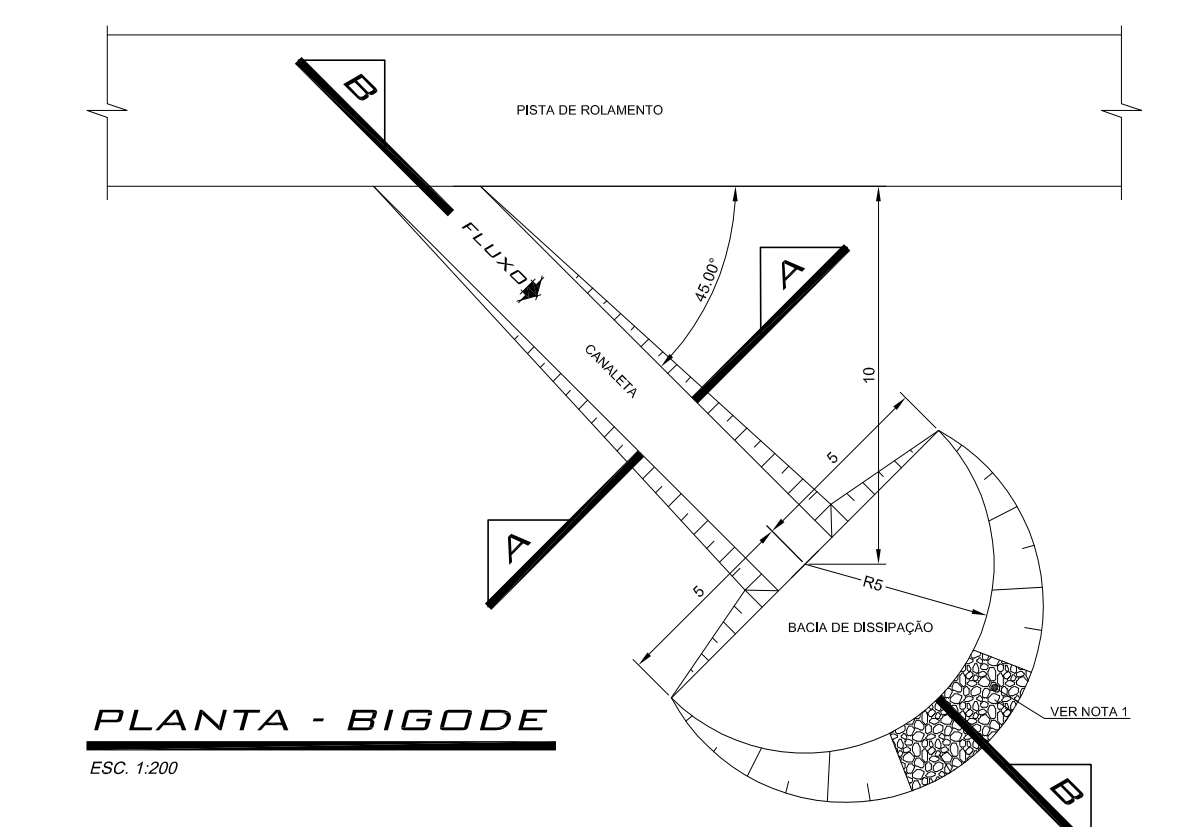 B
PISTA DE ROLAMENTO
FLUXO
45.00°
A
CANALETA
10
5
A
5
R5
BACIA DE DISSIPAÇÃO
VER NOTA 1
B
PLANTA - BIGODE
ESC. 1:200